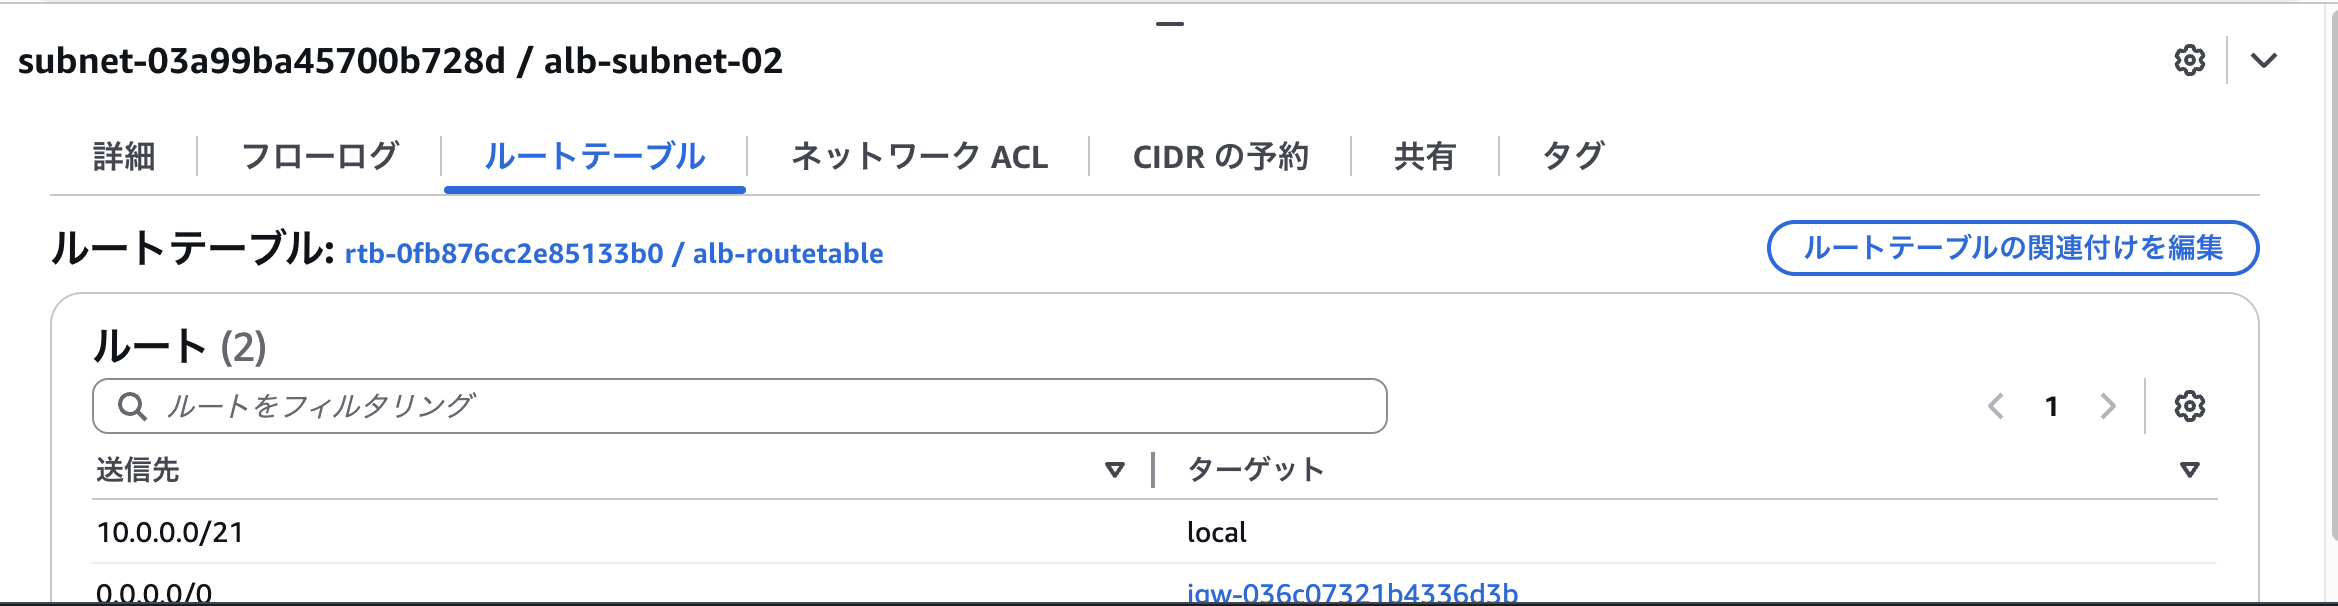 subnet-03a99ba45700b728d / alb-subnet-02
詳細 フローログ ルートテーブル ネットワーク ACL CIDR の予約 共有 タグ
ルートテーブル: rtb-0fb876cc2e85133b0 / alb-routetable ルートテーブルの関連付けを編集
ルート (2)
ルートをフィルタリング 1
送信先 ターゲット
10.0.0.0/21 local
0.0.0.0/0 igw-036c07321b4336d3b